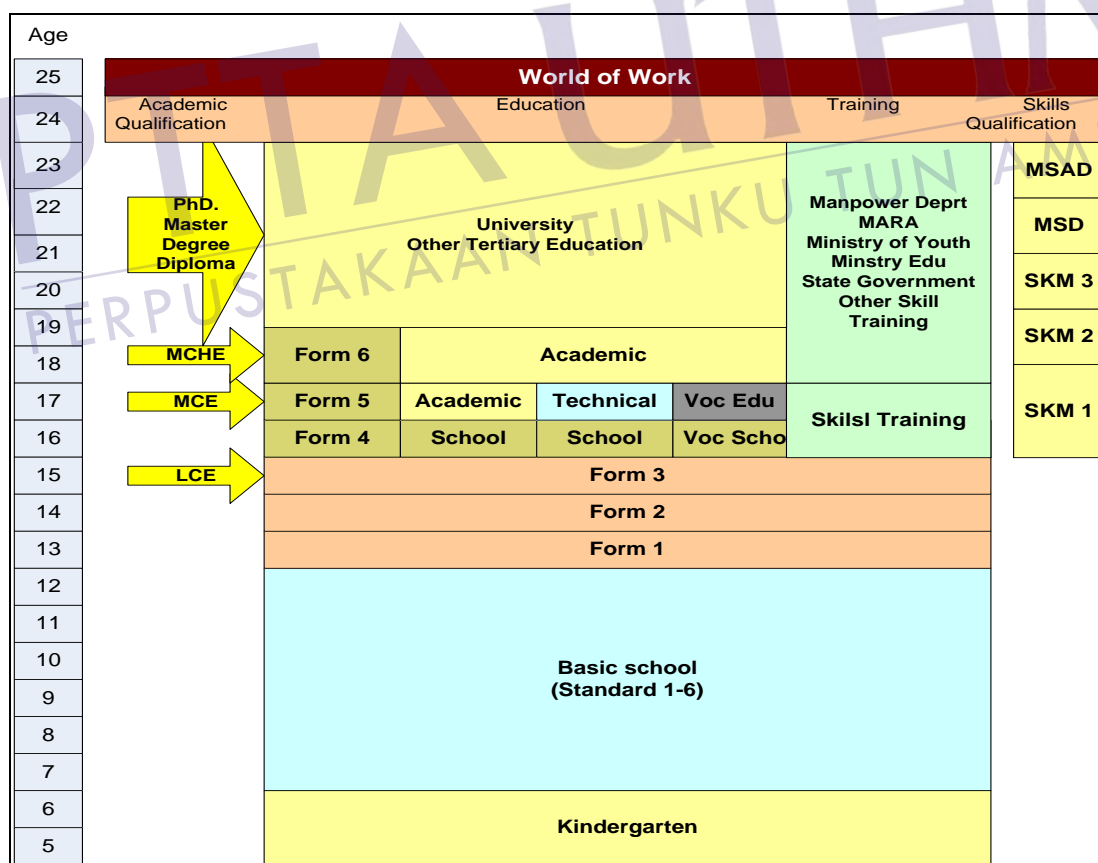 PTTA UTHM
PERPUSTAKAAN TUNKU TUN AM
Age
25
World of Work
24
Academic
Qualification
Education
Training
Skills
Qualification
23
22
21
20
19
18
17
16
15
14
13
12
11
10
9
8
7
6
5
PhD.
Master
Degree
Diploma
University
Other Tertiary Education
Manpower Deprt
MARA
Ministry of Youth
Minstry Edu
State Government
Other Skill
Training
MSAD
MSD
SKM 3
SKM 2
SKM 1
MCHE
Form 6
Academic
MCE
Form 5
Academic
Technical
Voc Edu
Skilsl Training
Form 4
School
School
Voc Scho
LCE
Form 3
Form 2
Form 1
Basic school
(Standard 1-6)
Kindergarten